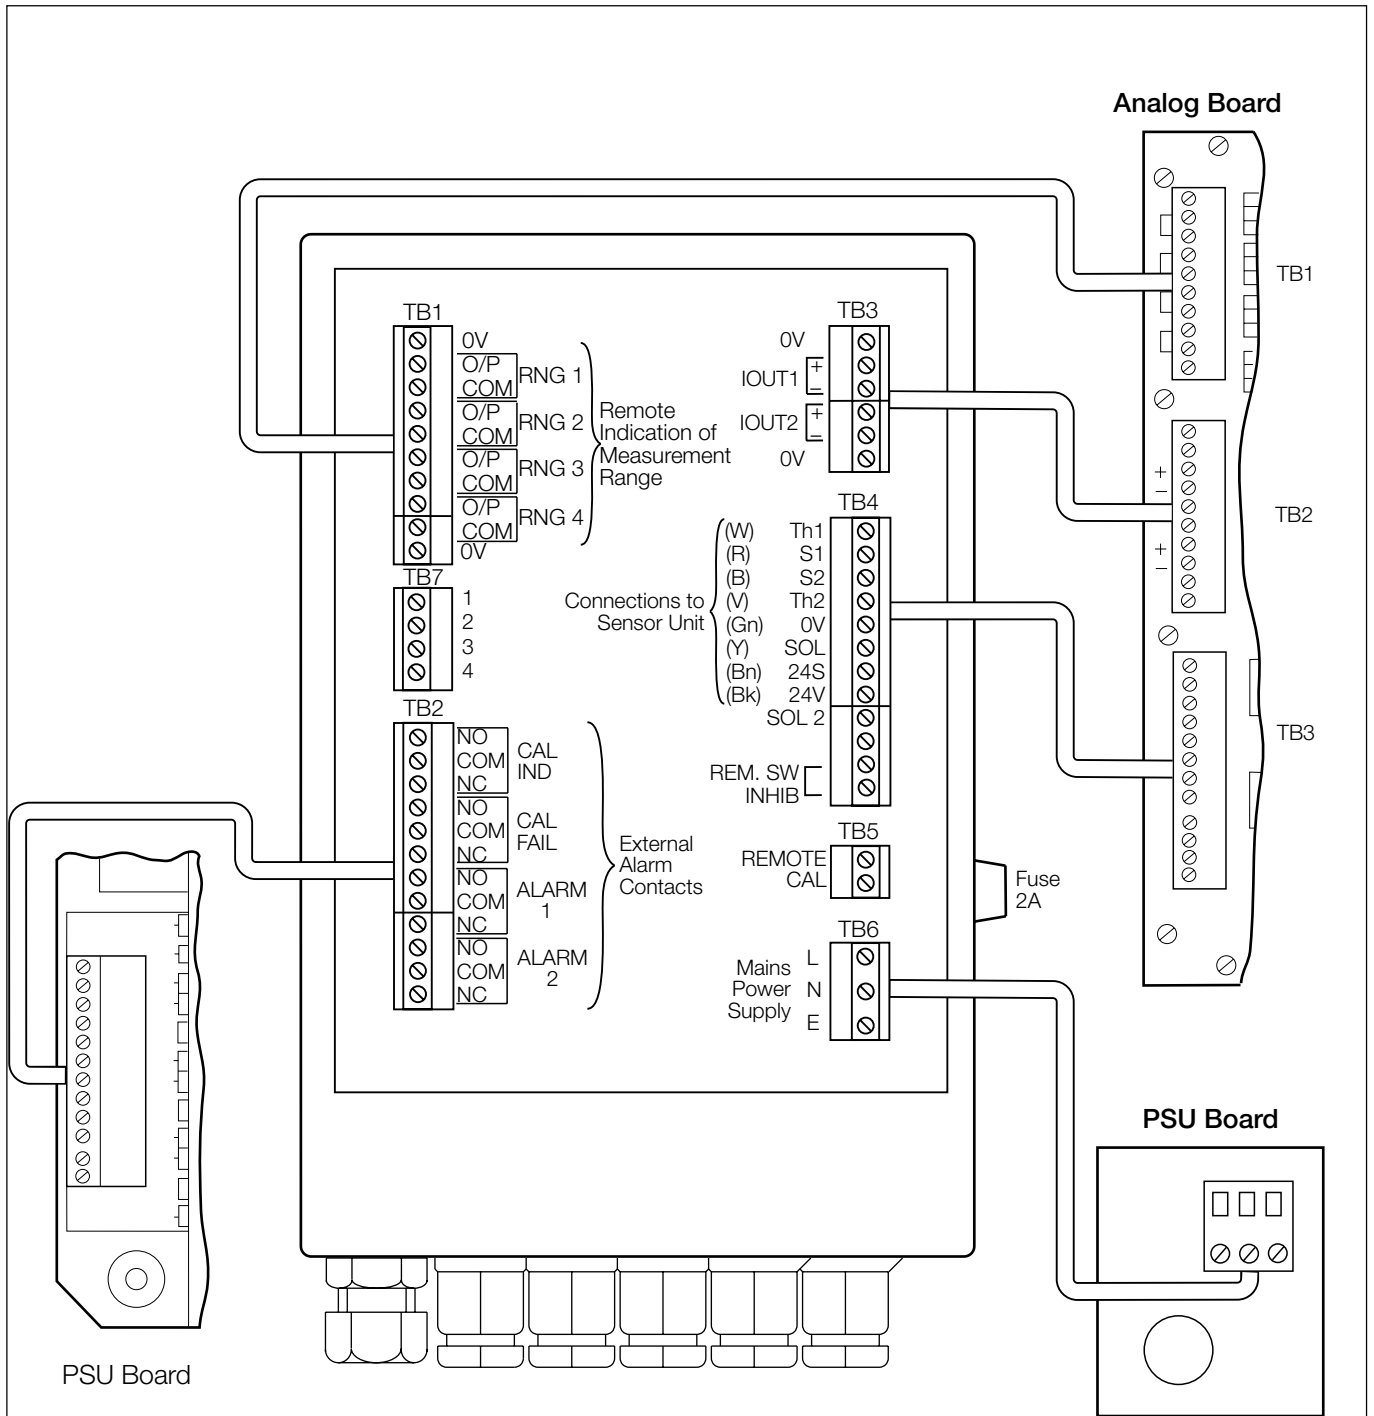 Analog Board
TB1
TB2
+
–
+
–
TB3
TB1
0V
O/P
COM
RNG 1
O/P
COM
RNG 2
O/P
COM
RNG 3
O/P
COM
RNG 4
0V
Remote
Indication of
Measurement
Range
TB7
1
2
3
4
TB2
NO
COM
NC
CAL
IND
NO
COM
NC
CAL
FAIL
NO
COM
NC
ALARM
1
NO
COM
NC
ALARM
2
External
Alarm
Contacts
TB3
0V
IOUT1
+
–
IOUT2
+
–
0V
TB4
Connections to
Sensor Unit
(W) Th1
(R) S1
(B) S2
(V) Th2
(Gn) 0V
(Y) SOL
(Bn) 24S
(Bk) 24V
SOL 2
REM. SW
INHIB
TB5
REMOTE
CAL
Fuse
2A
TB6
Mains
Power
Supply
L
N
E
PSU Board
PSU Board